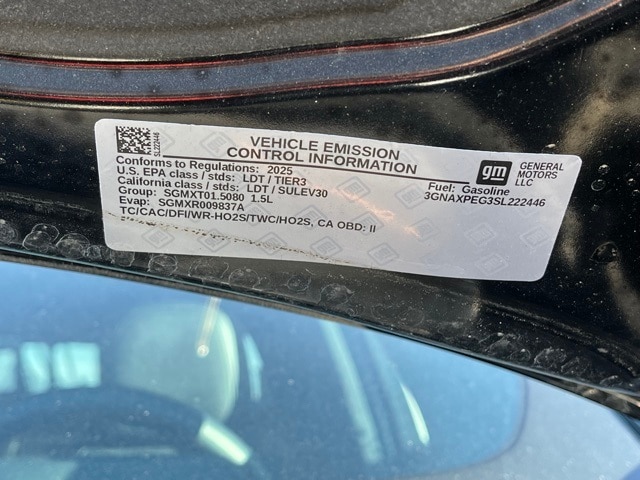 SL222446
VEHICLE EMISSION
CONTROL INFORMATION
Conforms to Regulations: 2025
U.S. EPA class / stds: LDT / TIER3
California class / stds: LDT / SULEV30
Group: SGMXT01.5080 1.5L
Evap: SGMXR009837A
TC/CAC/DFI/WR-HO2S/TWC/HO2S, CA OBD: II
gm
GENERAL
MOTORS
LLC
Fuel: Gasoline
3GNAXPEG3SL222446